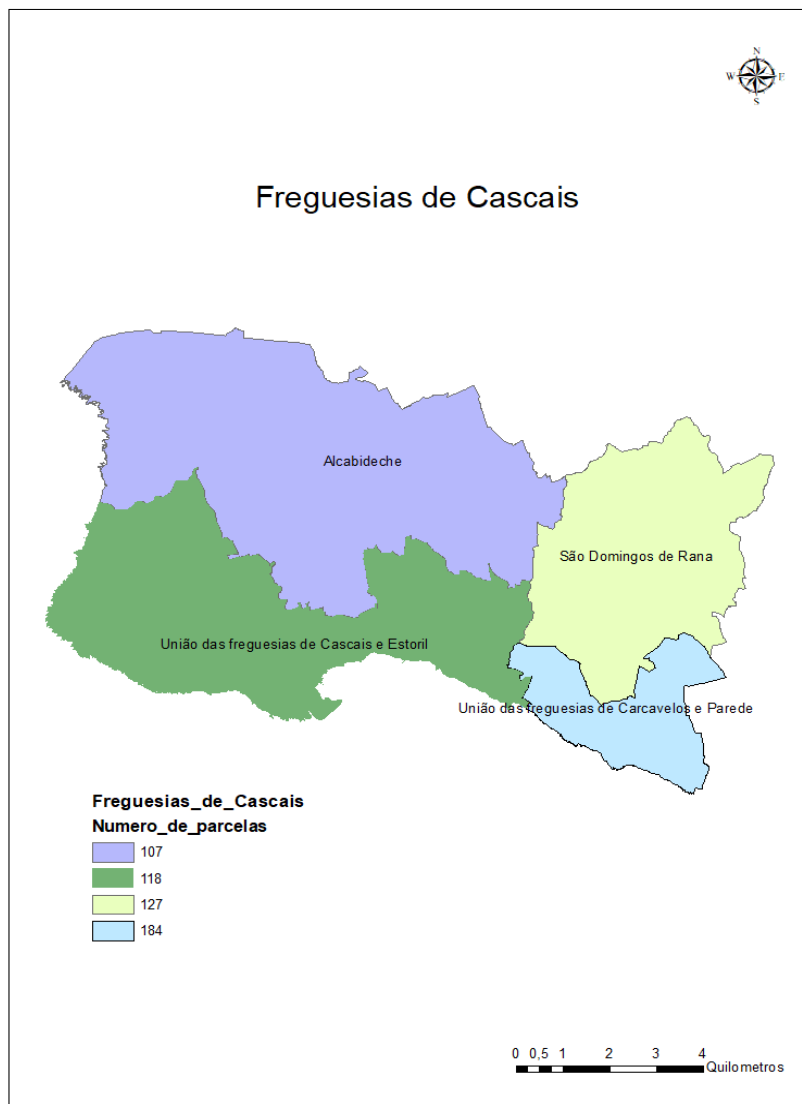 N
W E
S
Freguesias de Cascais
Alcabideche
São Domingos de Rana
União das freguesias de Cascais e Estoril
União das freguesias de Carcavelos e Parede
Freguesias_de_Cascais
Numero_de_parcelas
107
118
127
184
0 0,5 1 2 3 4
Quilometros